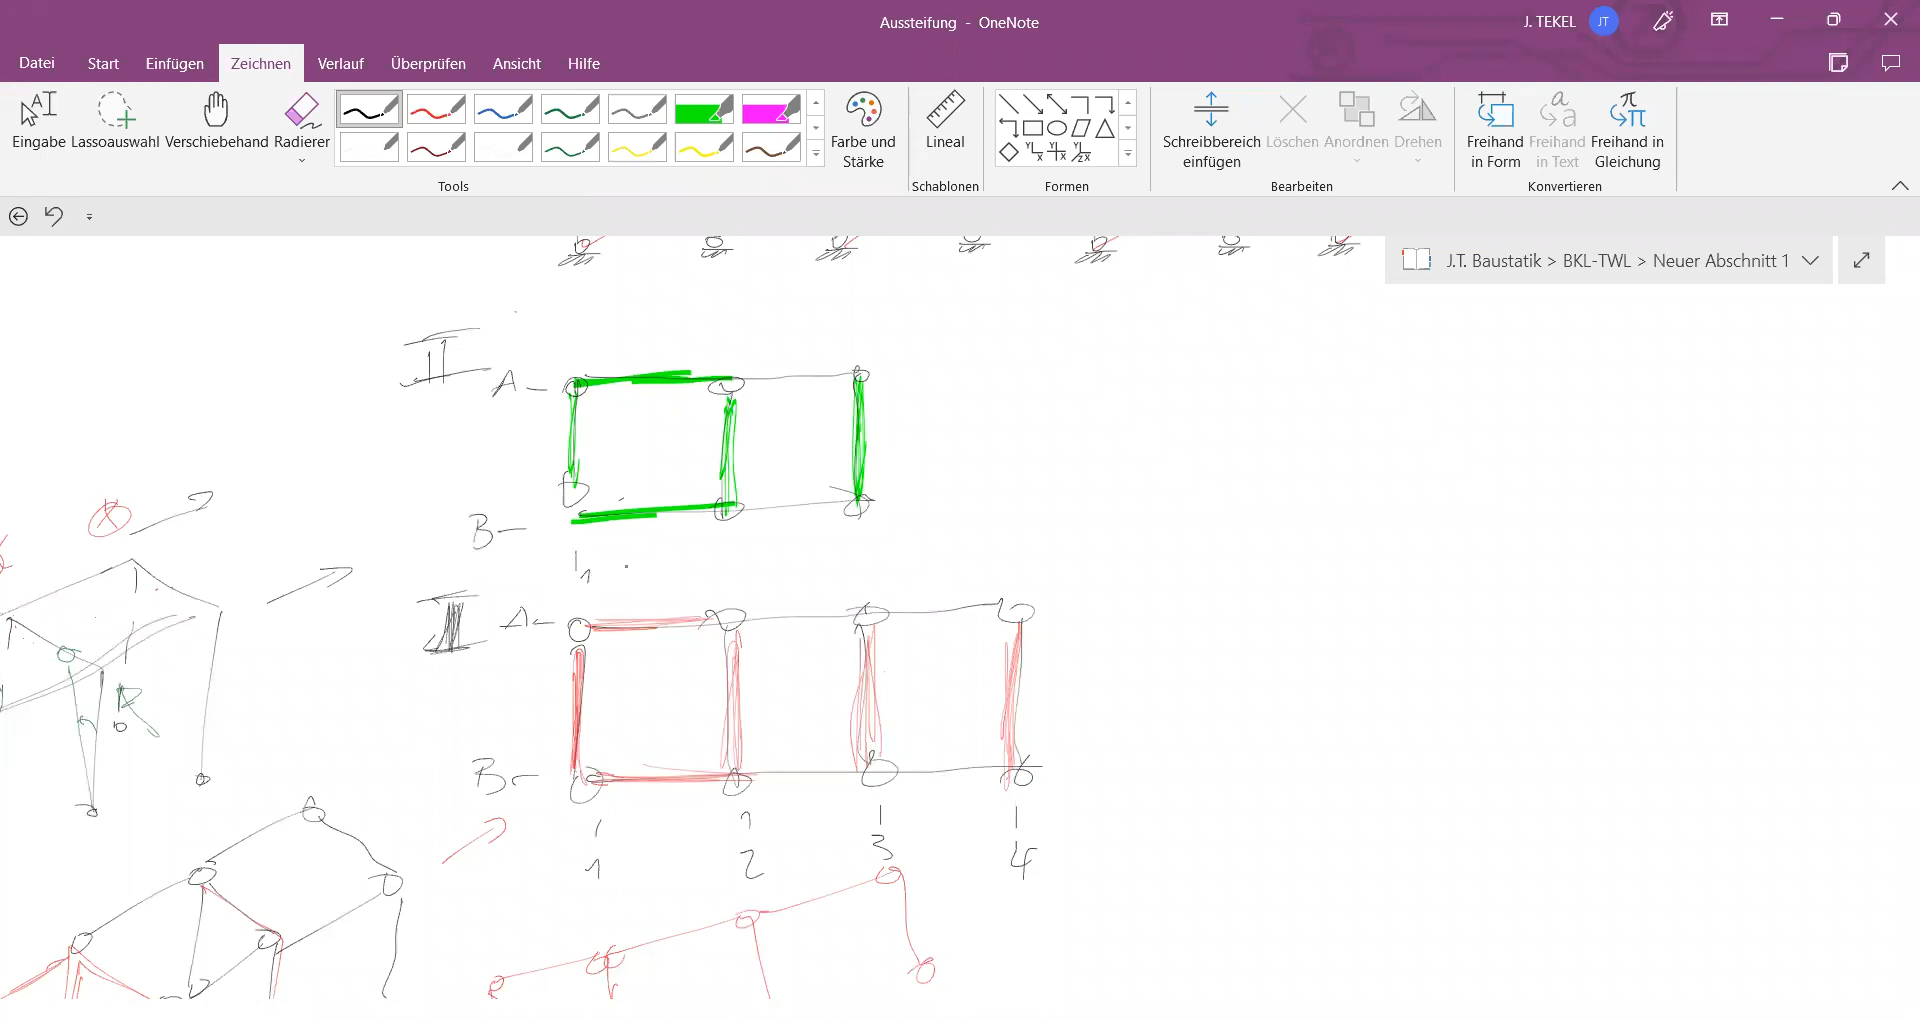 Aussteifung - OneNote
J. TEKEL
JT
Datei Start Einfügen Zeichnen Verlauf Überprüfen Ansicht Hilfe
Eingabe Lassoauswahl Verschiebehand Radierer
Farbe und Stärke
Lineal
Schreibbereich einfügen
Löschen Anordnen Drehen
Freihand in Form
Freihand in Text
Freihand in Gleichung
Tools Schablonen Formen Bearbeiten Konvertieren
J.T. Baustatik > BKL-TWL > Neuer Abschnitt 1
II A-
B-
1
III A-
B-
1 2 3 4